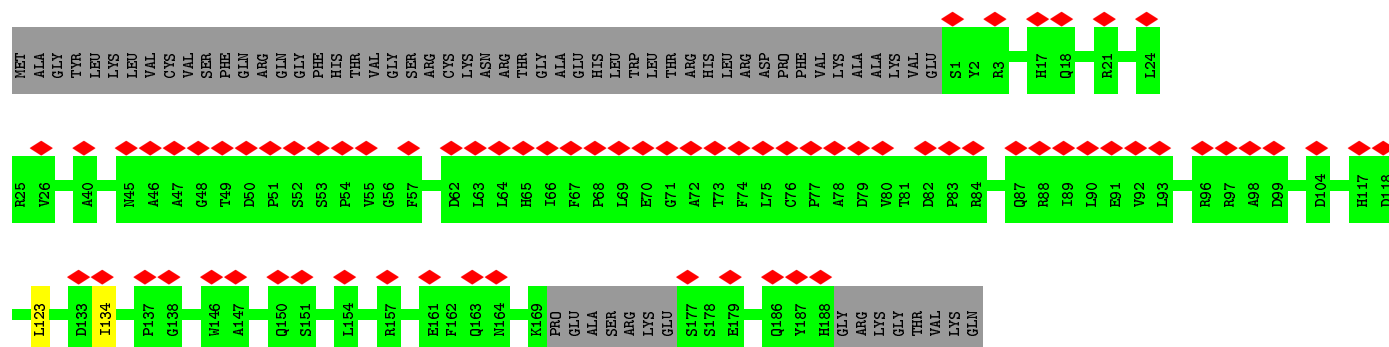 MET ALA GLY TYR LEU LYS LEU VAL CYS VAL SER PHE GLN ARG GLN GLY PHE HIS THR VAL GLY SER ARG CYS LYS ASN ARG THR GLY ALA GLU HIS LEU TRP LEU THR ARG HIS LEU ARG ASP PRO PHE VAL LYS ALA ALA LYS VAL GLU S1 Y2 R3 H17 Q18 R21 L24
R25 V26 A40 N45 A46 A47 G48 T49 D50 P51 S52 S53 P54 V55 G56 F57 D62 L63 L64 H65 I66 F67 P68 L69 E70 G71 A72 T73 F74 L75 C76 P77 A78 D79 V80 T81 D82 P83 R84 Q87 R88 I89 L90 E91 V92 L93 R96 R97 A98 D99 D104 H117 D118
L123 D133 I134 P137 G138 W146 A147 Q150 S151 L154 R157 E161 F162 Q163 N164 K169 PRO GLU ALA SER ARG LYS GLU S177 S178 E179 Q186 Y187 H188 GLY ARG LYS GLY THR VAL LYS GLN